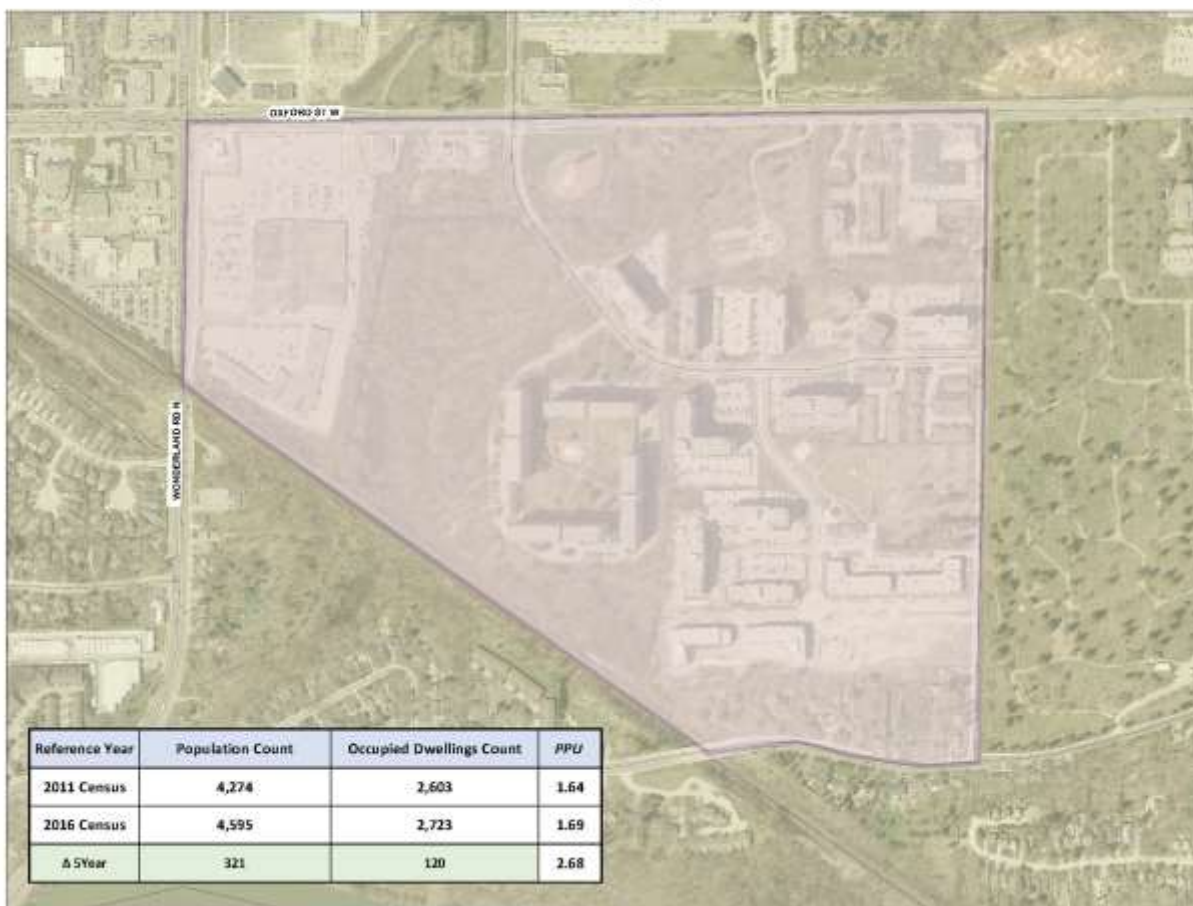 OXFORD ST W
WONDERLAND RD N
Reference Year Population Count Occupied Dwellings Count PPU
2011 Census 4,274 2,603 1.64
2016 Census 4,595 2,723 1.69
Δ 5Year 321 120 2.68